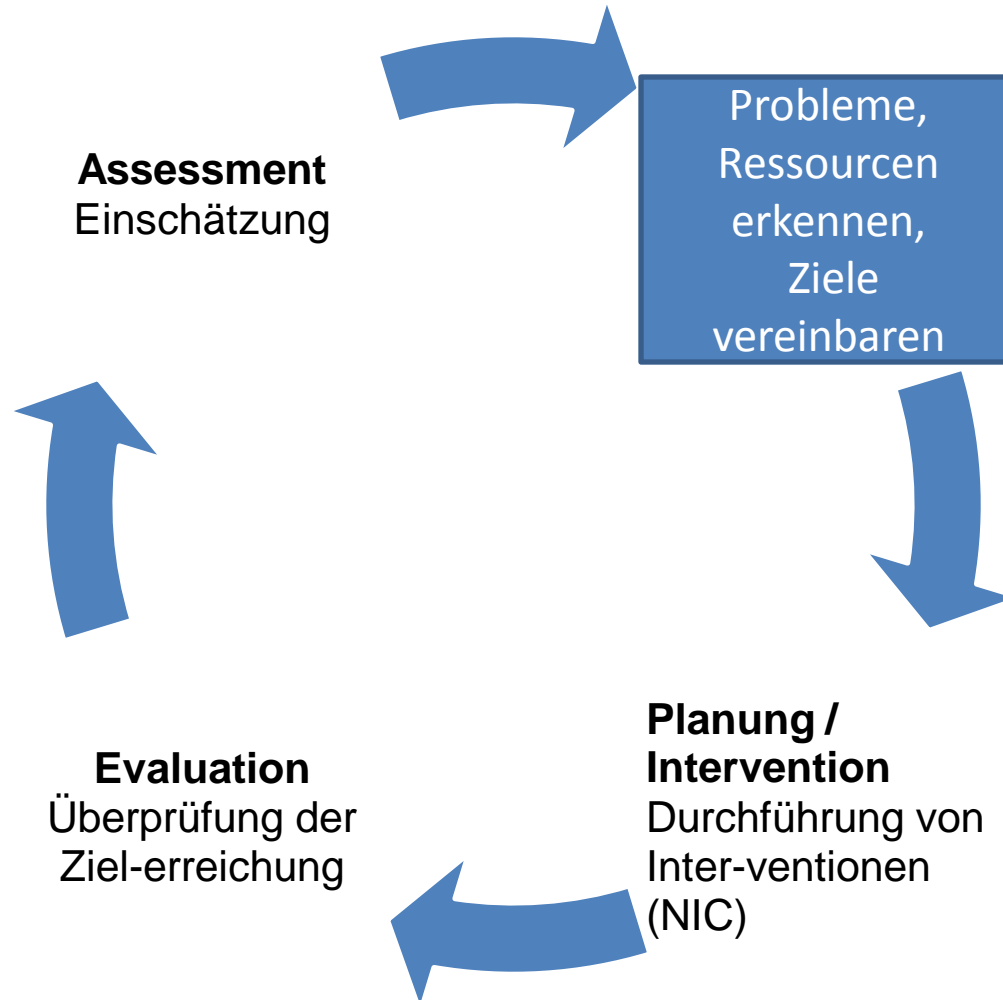 Assessment
Einschätzung
Probleme,
Ressourcen
erkennen,
Ziele
vereinbaren
Planung /
Intervention
Durchführung von
Inter-ventionen
(NIC)
Evaluation
Überprüfung der
Ziel-erreichung